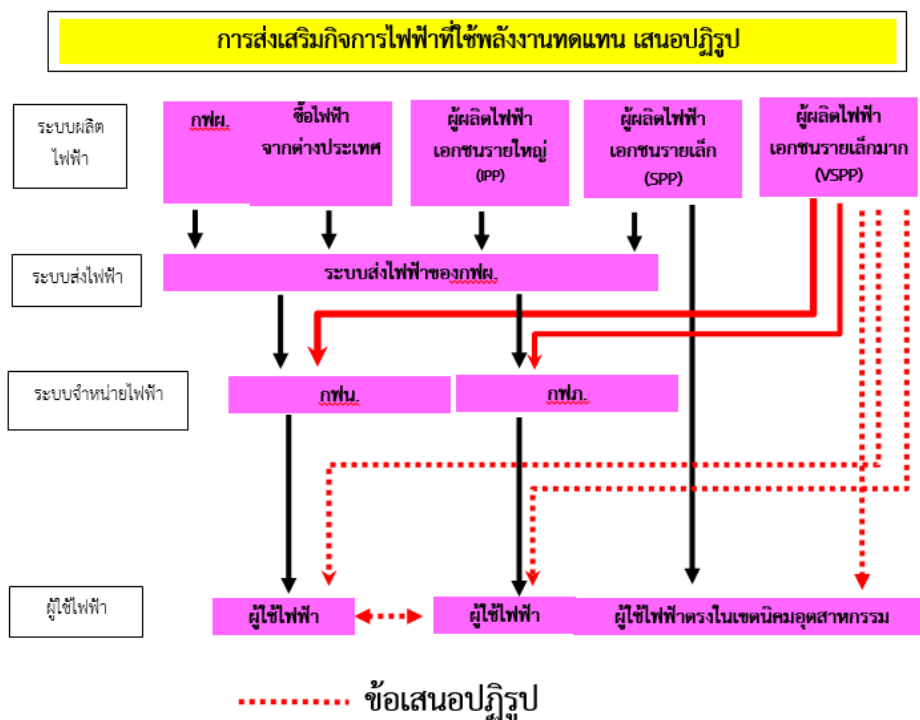 การส่งเสริมกิจการไฟฟ้าที่ใช้พลังงานทดแทน เสนอปฏิรูป
ระบบผลิต
ไฟฟ้า
กฟผ.
ซื้อไฟฟ้า
จากต่างประเทศ
ผู้ผลิตไฟฟ้า
เอกชนรายใหญ่
(IPP)
ผู้ผลิตไฟฟ้า
เอกชนรายเล็ก
(SPP)
ผู้ผลิตไฟฟ้า
เอกชนรายเล็กมาก
(VSPP)
ระบบส่งไฟฟ้า
ระบบส่งไฟฟ้าของกฟผ.
ระบบจำหน่ายไฟฟ้า
กฟน.
กฟภ.
ผู้ใช้ไฟฟ้า
ผู้ใช้ไฟฟ้า
ผู้ใช้ไฟฟ้า
ผู้ใช้ไฟฟ้าตรงในเขตนิคมอุตสาหกรรม
ข้อเสนอปฏิรูป